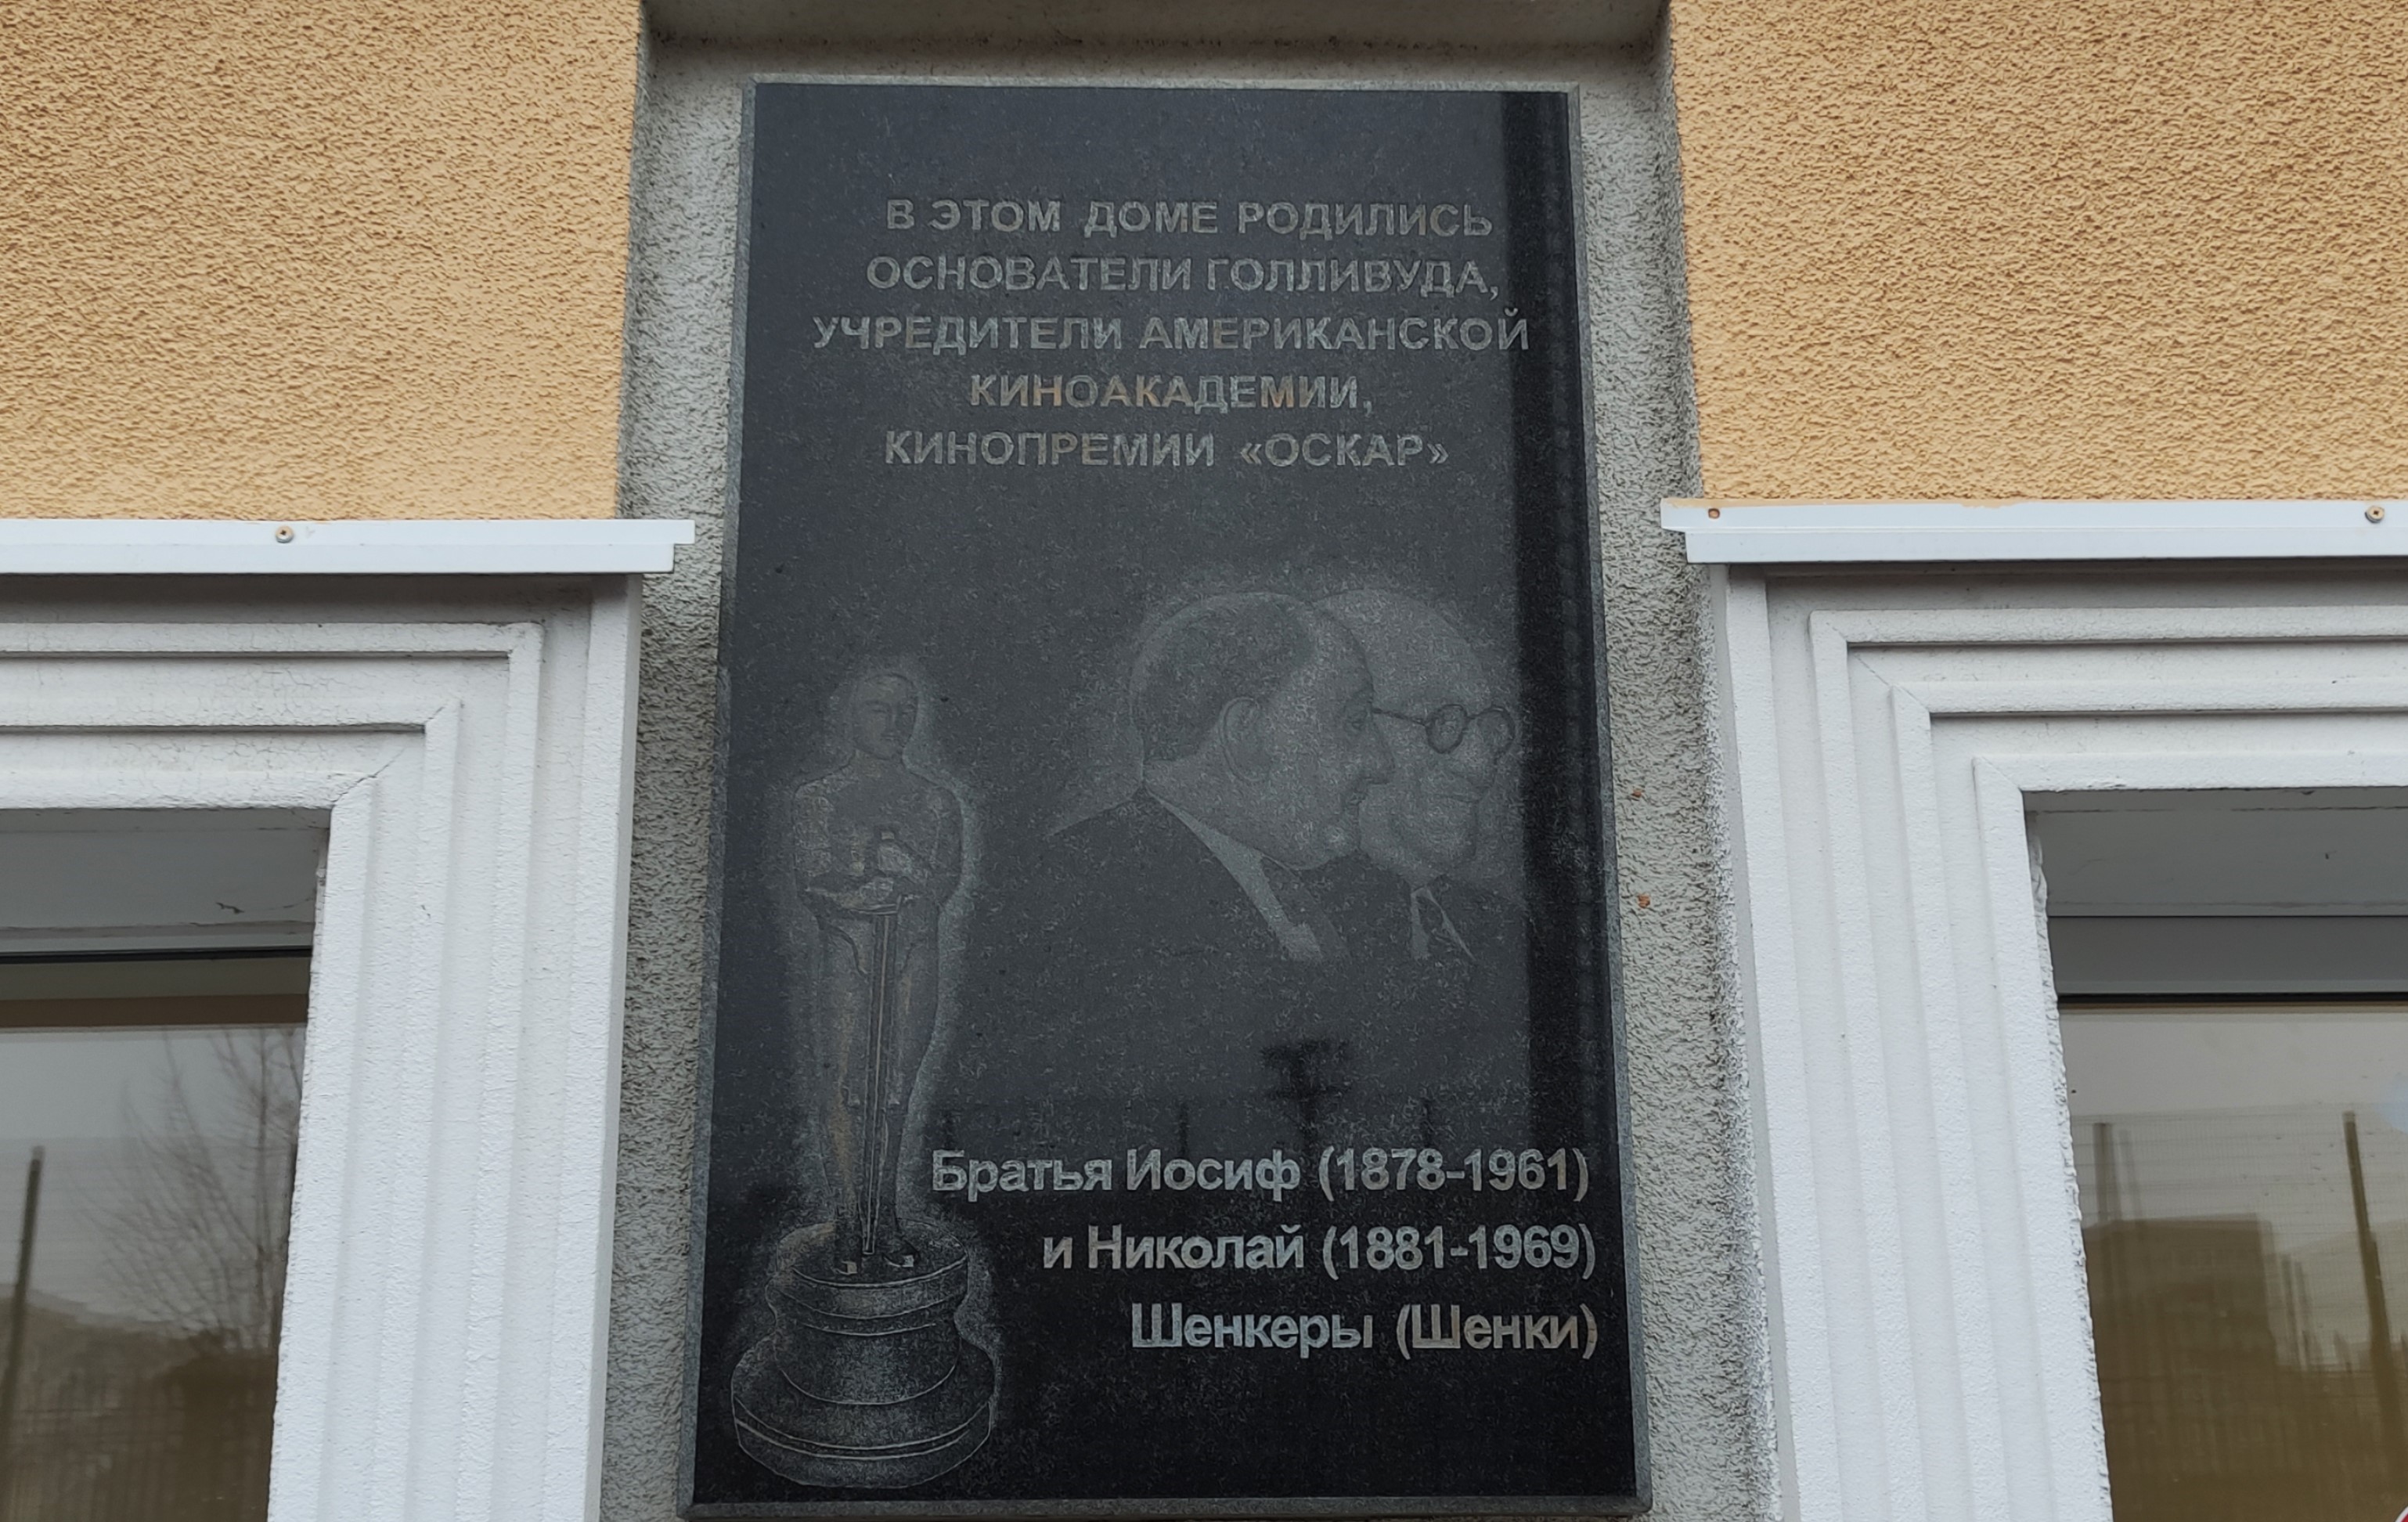 В ЭТОМ ДОМЕ РОДИЛИСЬ
ОСНОВАТЕЛИ ГОЛЛИВУДА,
УЧРЕДИТЕЛИ АМЕРИКАНСКОЙ
КИНОАКАДЕМИИ,
КИНОПРЕМИИ «ОСКАР»
Братья Иосиф (1878-1961)
и Николай (1881-1969)
Шенкеры (Шенки)